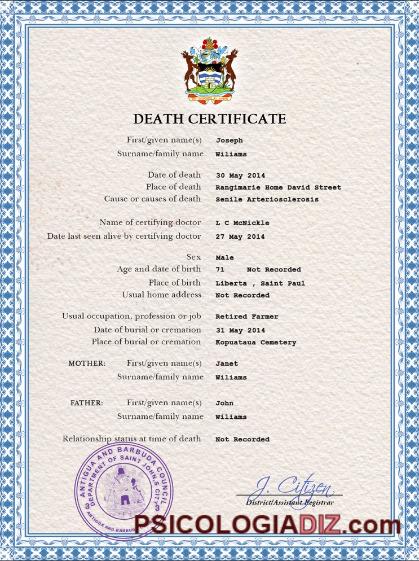 DEATH CERTIFICATE
First/given name(s) Joseph
Surname/family name Wiliams
Date of death 30 May 2014
Place of death Rangimarie Home David Street
Cause or causes of death Senile Arteriosclerosis
Name of certifying doctor L C McNickle
Date last seen alive by certifying doctor 27 May 2014
Sex Male
Age and date of birth 71 Not Recorded
Place of birth Liberta , Saint Paul
Usual home address Not Recorded
Usual occupation, profession or job Retired Farmer
Date of burial or cremation 31 May 2014
Place of burial or cremation Kopuataua Cemetery
MOTHER: First/given name(s) Janet
Surname/family name Wiliams
FATHER: First/given name(s) John
Surname/family name Wiliams
Relationship status at time of death Not Recorded
ANTIGUA AND BARBUDA COUNCIL
DEPARTMENT OF SAINT JOHN,S CITY
ANTIGUA AND BARBUDA
J. Citizen
District/Assistant Registrar
PSICOLOGIADIZ.com